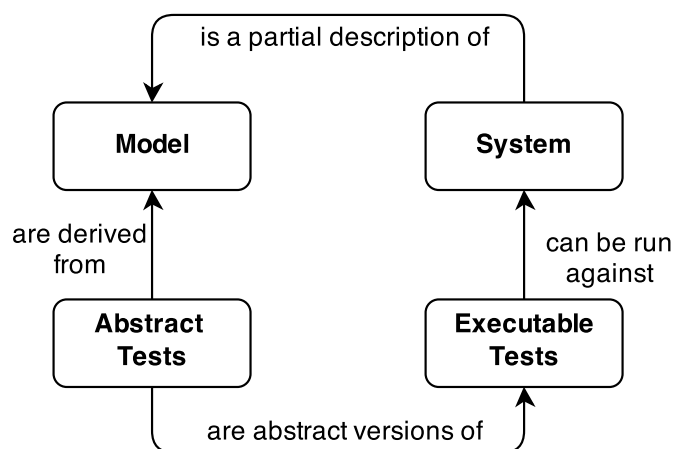 is a partial description of
Model
System
are derived
from
can be run
against
Abstract
Tests
Executable
Tests
are abstract versions of